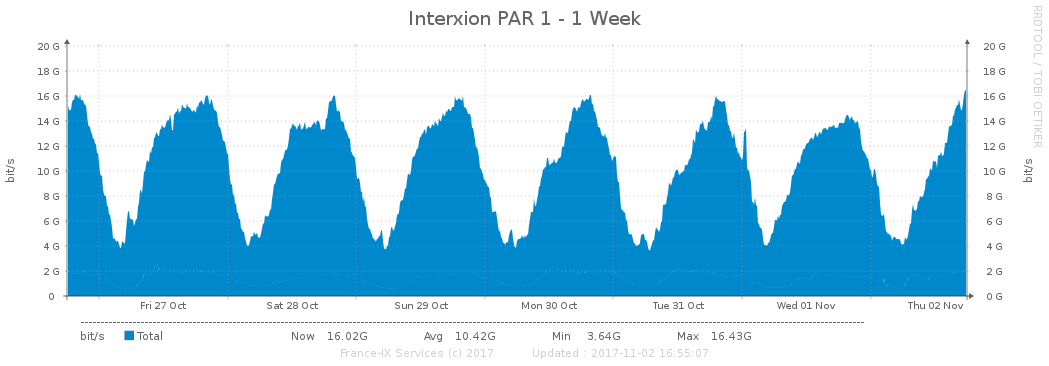 Interxion PAR 1 - 1 Week
RRDTOOL / TOBI OETIKER
20 G 20 G
18 G 18 G
16 G 16 G
14 G 14 G
12 G 12 G
10 G 10 G
8 G 8 G
6 G 6 G
4 G 4 G
2 G 2 G
0 0 G
bit/s bit/s
Fri 27 Oct Sat 28 Oct Sun 29 Oct Mon 30 Oct Tue 31 Oct Wed 01 Nov Thu 02 Nov
bit/s Total Now 16.02G Avg 10.42G Min 3.64G Max 16.43G
France-IX Services (c) 2017 Updated : 2017-11-02 16:55:07